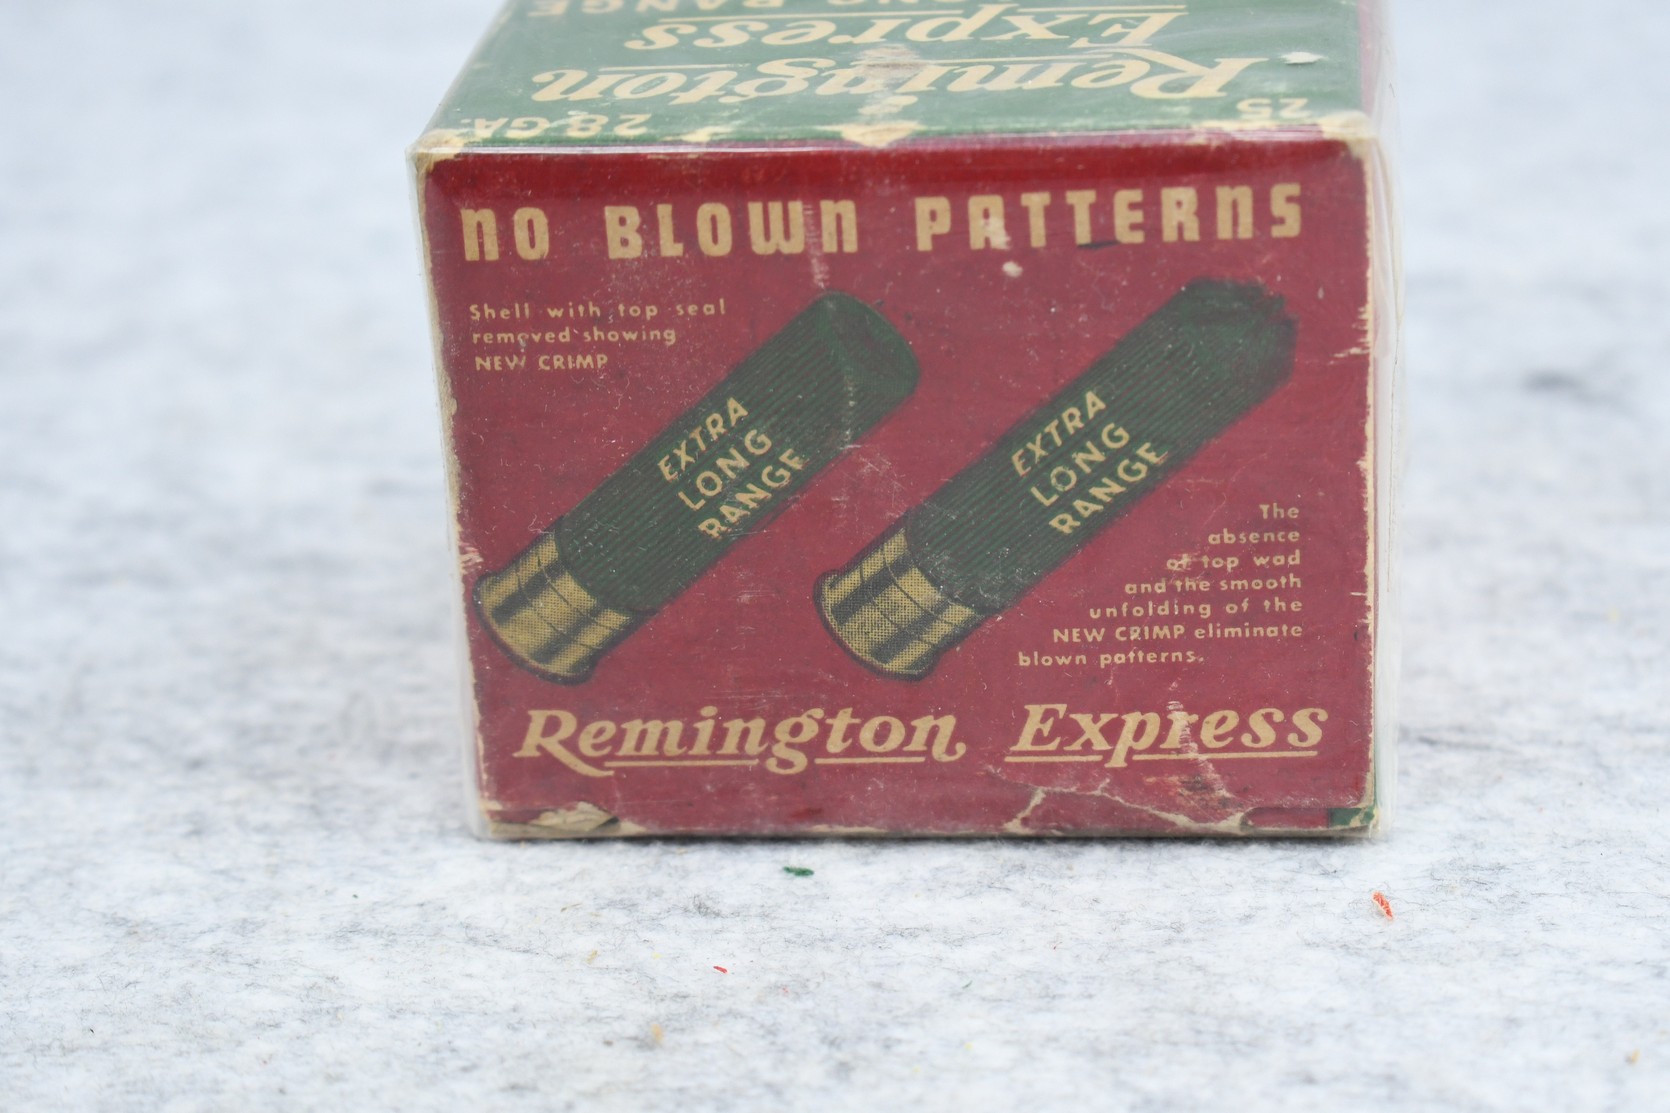 LONG RANGE
Express
Remington
28 GA.
25
NO BLOWN PATTERNS
Shell with top seal
removed showing
NEW CRIMP
EXTRA
LONG
RANGE
EXTRA
LONG
RANGE
The
absence
of top wad
and the smooth
unfolding of the
NEW CRIMP eliminate
blown patterns.
Remington Express